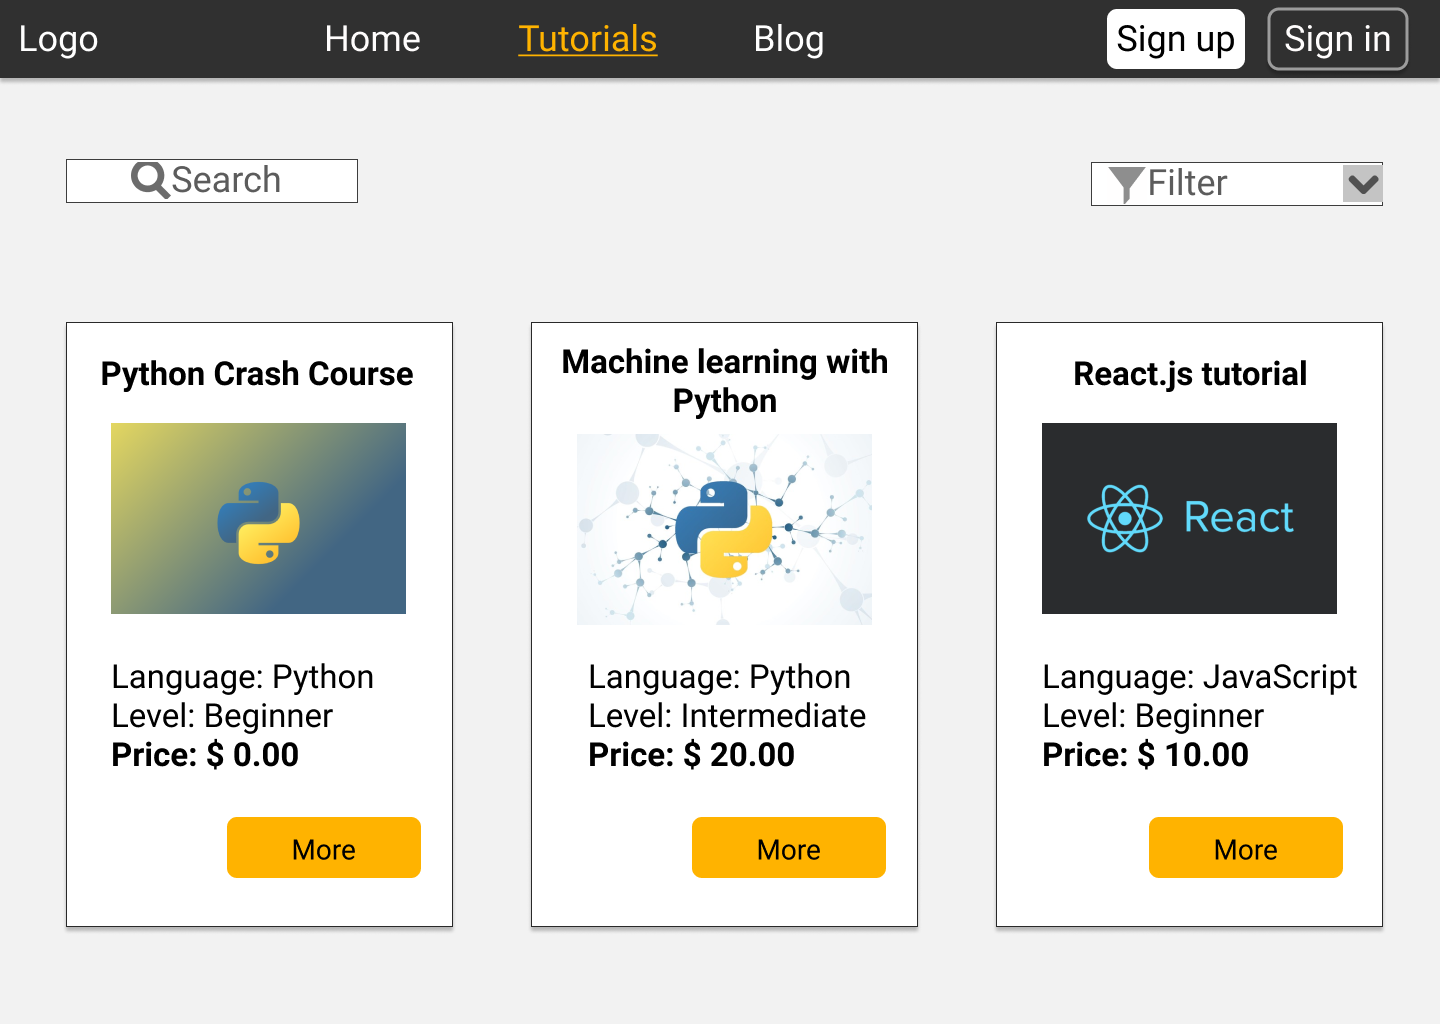 Logo
Home
Tutorials
Blog
Sign up
Sign in
Search
Filter
Python Crash Course
Language: Python
Level: Beginner
Price: $ 0.00
More
Machine learning with
Python
Language: Python
Level: Intermediate
Price: $ 20.00
More
React.js tutorial
React
Language: JavaScript
Level: Beginner
Price: $ 10.00
More